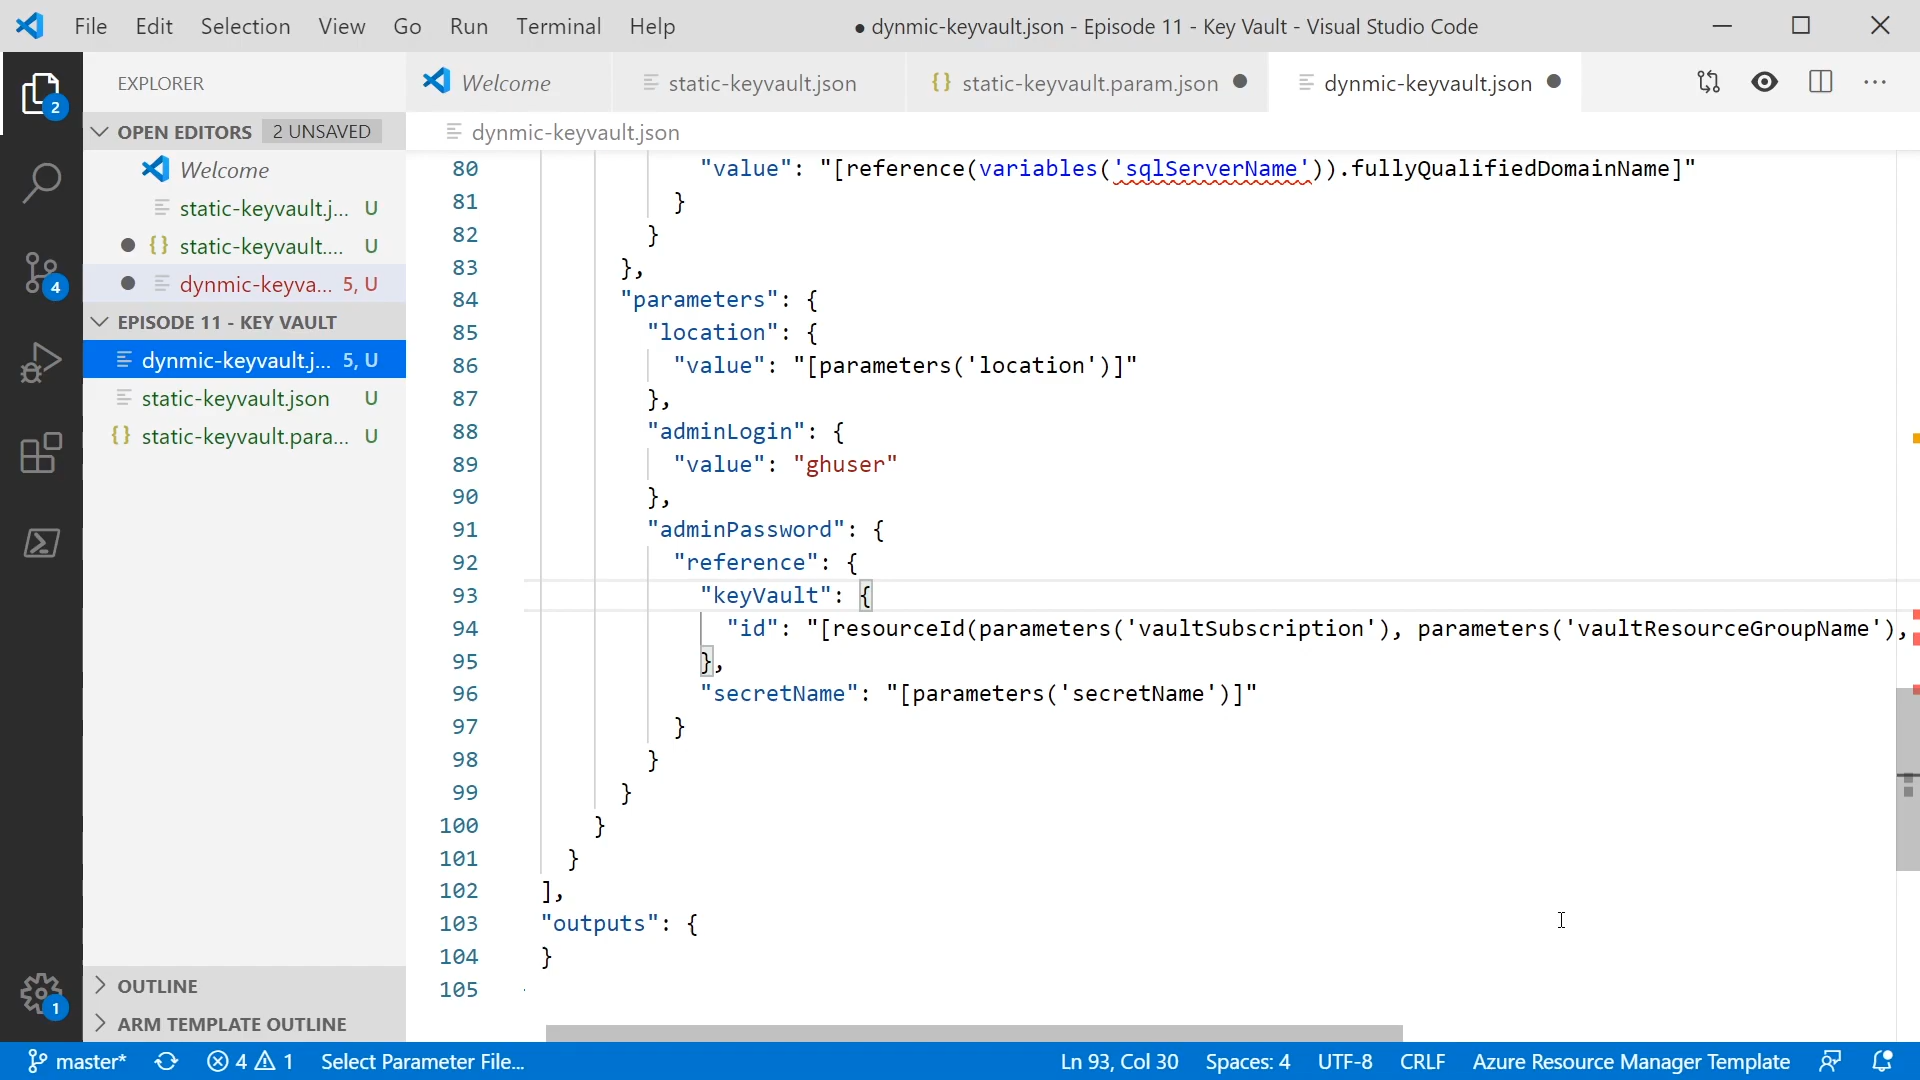 File Edit Selection View Go Run Terminal Help
● dynmic-keyvault.json - Episode 11 - Key Vault - Visual Studio Code
2
4
1
EXPLORER
OPEN EDITORS 2 UNSAVED
Welcome
static-keyvault.j... U
static-keyvault.... U
dynmic-keyva... 5, U
EPISODE 11 - KEY VAULT
dynmic-keyvault.j... 5, U
static-keyvault.json U
static-keyvault.para... U
OUTLINE
ARM TEMPLATE OUTLINE
Welcome static-keyvault.json {} static-keyvault.param.json dynmic-keyvault.json
dynmic-keyvault.json
80 "value": "[reference(variables('sqlServerName')).fullyQualifiedDomainName]"
81 }
82 }
83 },
84 "parameters": {
85 "location": {
86 "value": "[parameters('location')]"
87 },
88 "adminLogin": {
89 "value": "ghuser"
90 },
91 "adminPassword": {
92 "reference": {
93 "keyVault": {
94 "id": "[resourceId(parameters('vaultSubscription'), parameters('vaultResourceGroupName'),
95 },
96 "secretName": "[parameters('secretName')]"
97 }
98 }
99 }
100 }
101 }
102 ],
103 "outputs": {
104 }
105
master* 4 1 Select Parameter File... Ln 93, Col 30 Spaces: 4 UTF-8 CRLF Azure Resource Manager Template